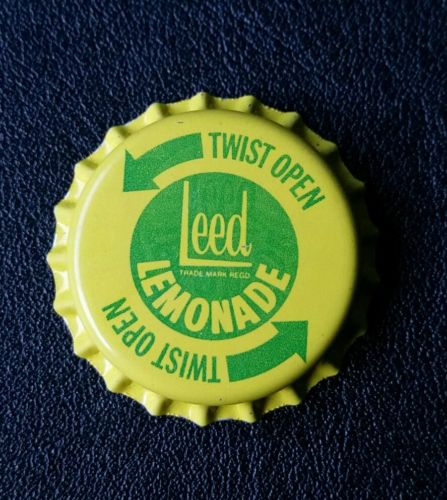 TWIST OPEN
Leed
TRADE MARK REGD
LEMONADE
TWIST OPEN